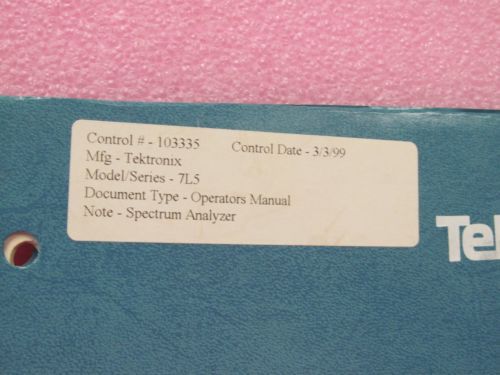 Control # - 103335 Control Date - 3/3/99
Mfg - Tektronix
Model/Series - 7L5
Document Type - Operators Manual
Note - Spectrum Analyzer